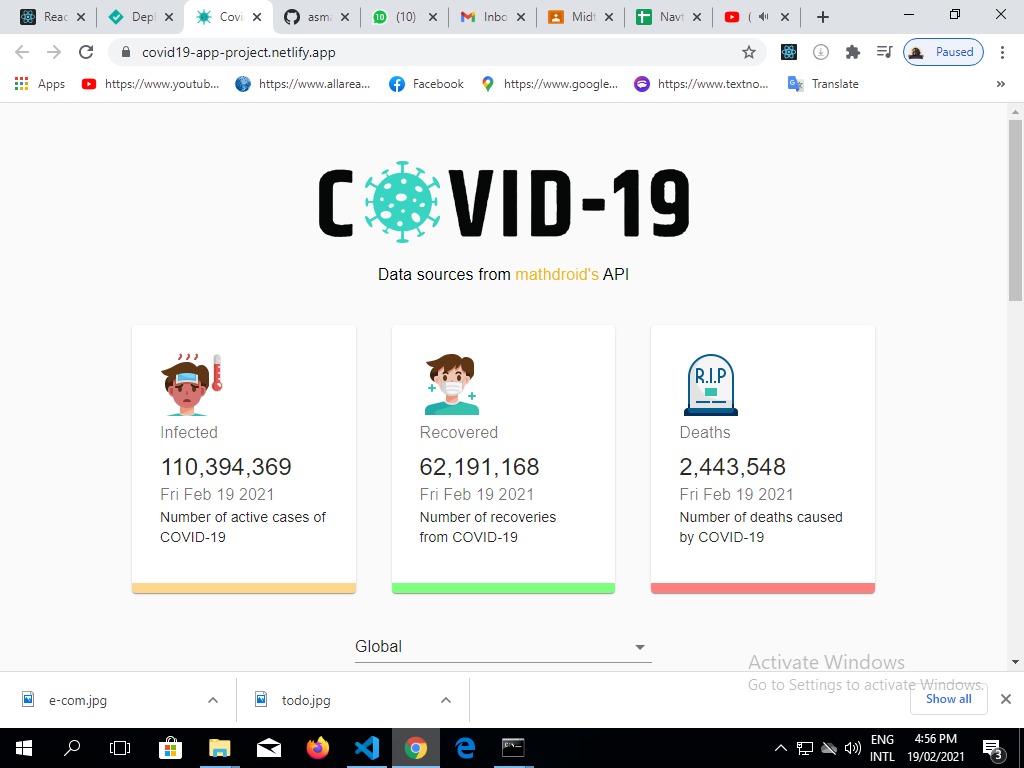 Reac
Depl
Covi
asma
(10)
Inbo
Midt
Navt
(
covid19-app-project.netlify.app
Paused
Apps
https://www.youtub...
https://www.allarea...
Facebook
https://www.google...
https://www.textno...
Translate
»
COVID-19
Data sources from mathdroid's API
R.I.P
Infected
110,394,369
Fri Feb 19 2021
Number of active cases of
COVID-19
Recovered
62,191,168
Fri Feb 19 2021
Number of recoveries
from COVID-19
Deaths
2,443,548
Fri Feb 19 2021
Number of deaths caused
by COVID-19
Global
Activate Windows
Go to Settings to activate Windows.
e-com.jpg
todo.jpg
Show all
ENG
INTL
4:56 PM
19/02/2021
3